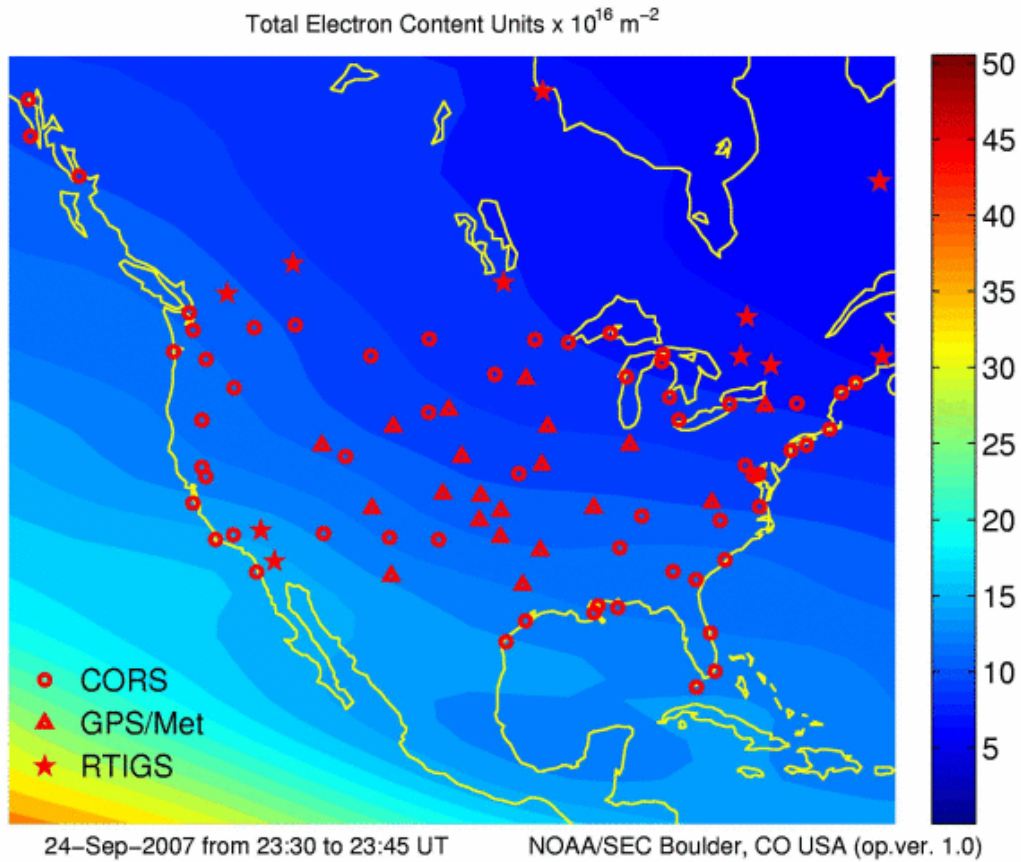 Total Electron Content Units x 10^16 m^-2
50
45
40
35
30
25
20
15
10
5
CORS
GPS/Met
RTIGS
24-Sep-2007 from 23:30 to 23:45 UT
NOAA/SEC Boulder, CO USA (op.ver. 1.0)